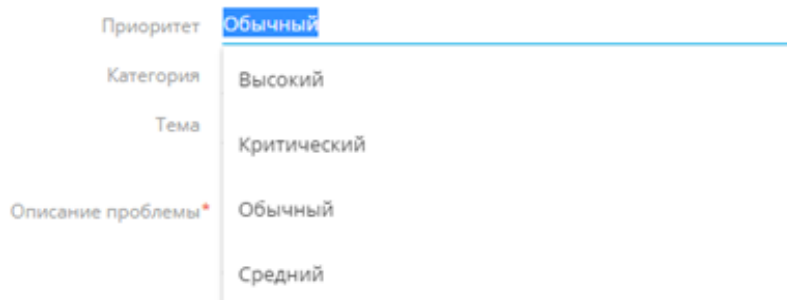 Приоритет Обычный
Категория Высокий
Тема
Критический
Описание проблемы* Обычный
Средний